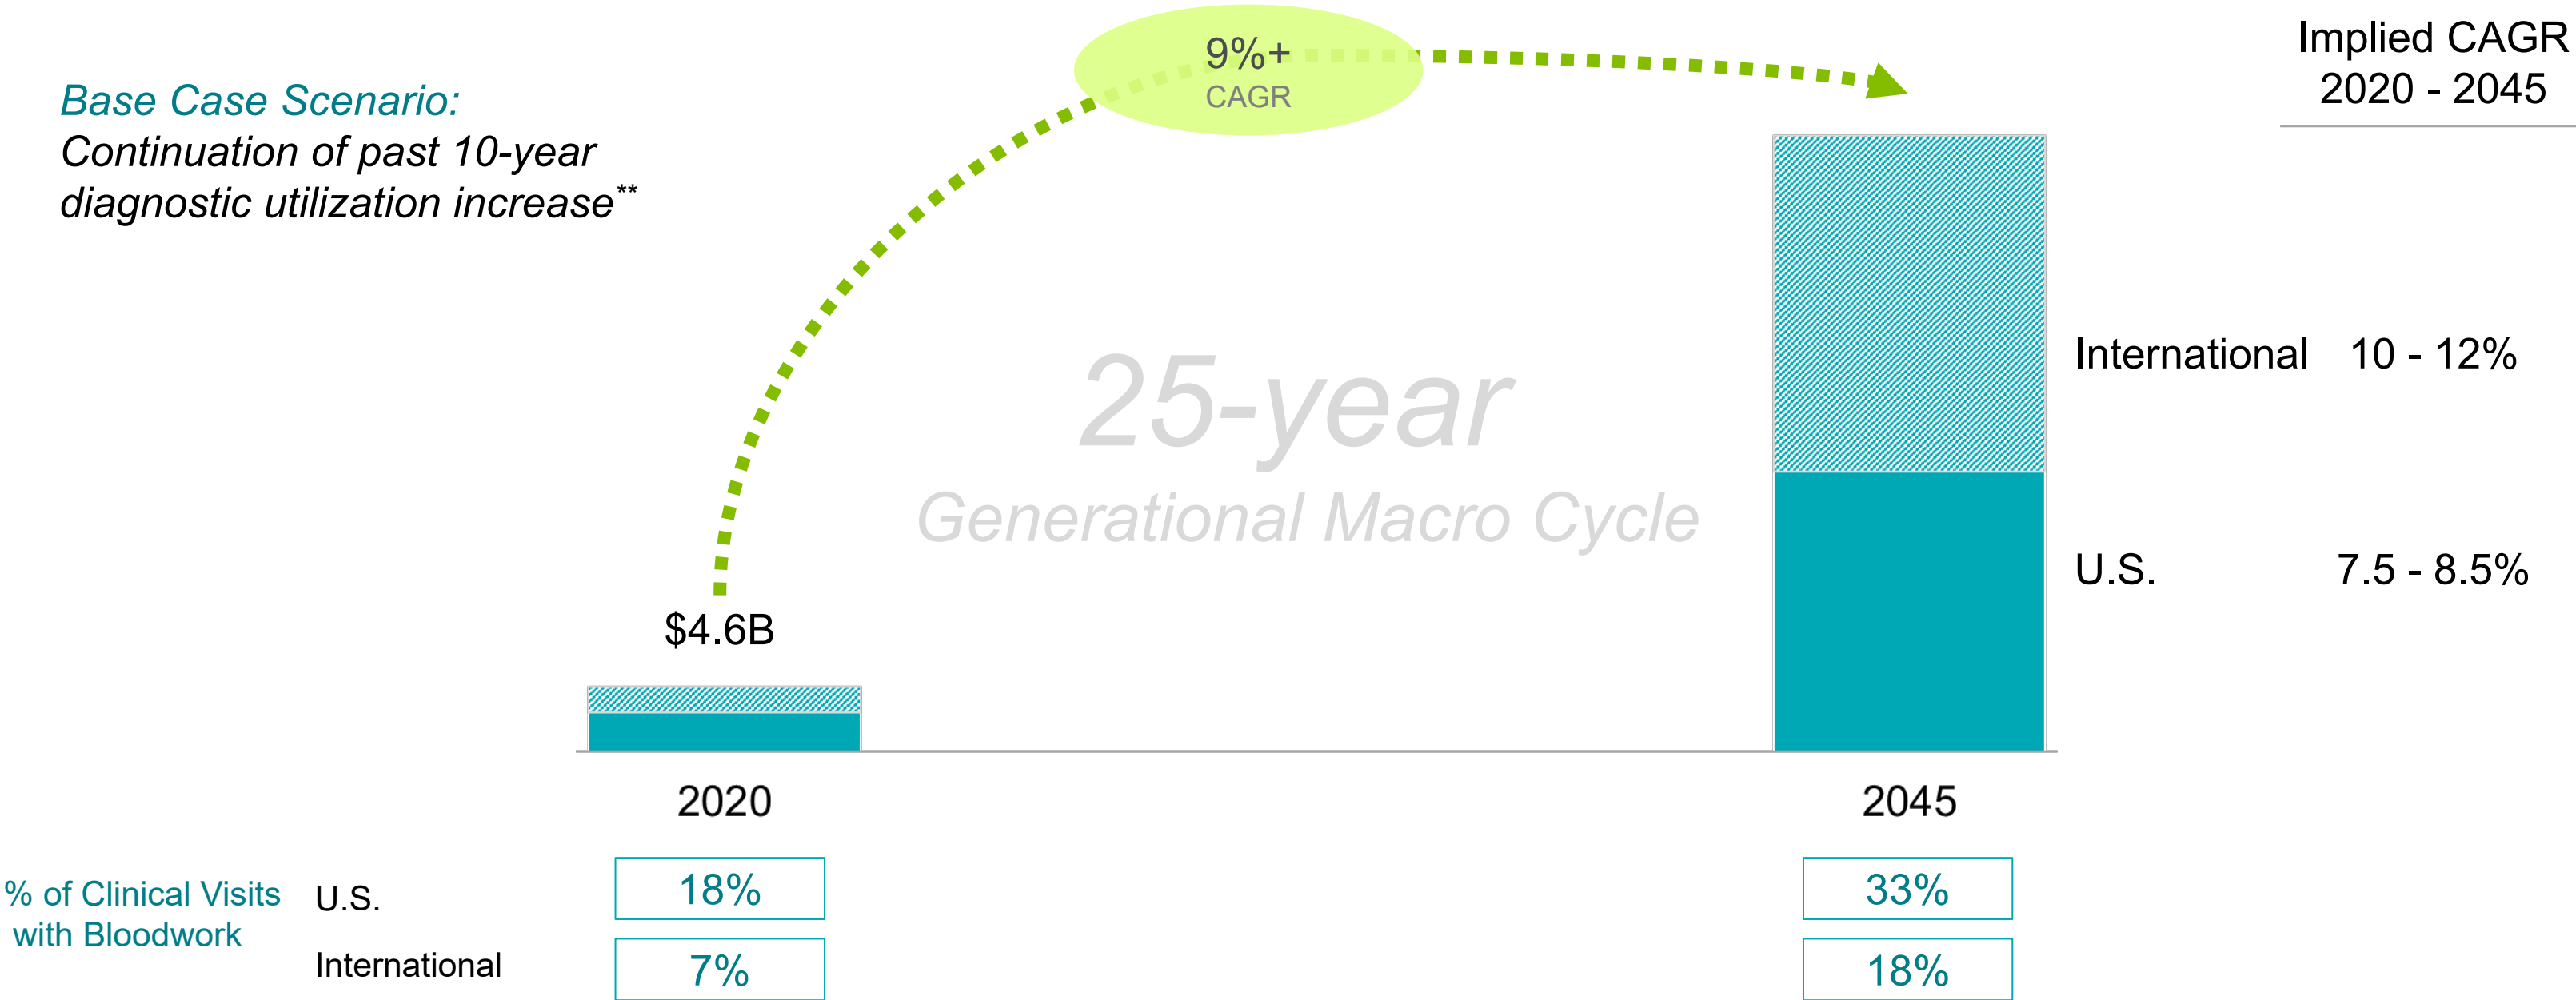 Implied CAGR
2020 - 2045
9%+
CAGR
Base Case Scenario:
Continuation of past 10-year
diagnostic utilization increase**
25-year
Generational Macro Cycle
International 10 - 12%
U.S. 7.5 - 8.5%
$4.6B
2020 2045
% of Clinical Visits
with Bloodwork
U.S. 18% 33%
International 7% 18%